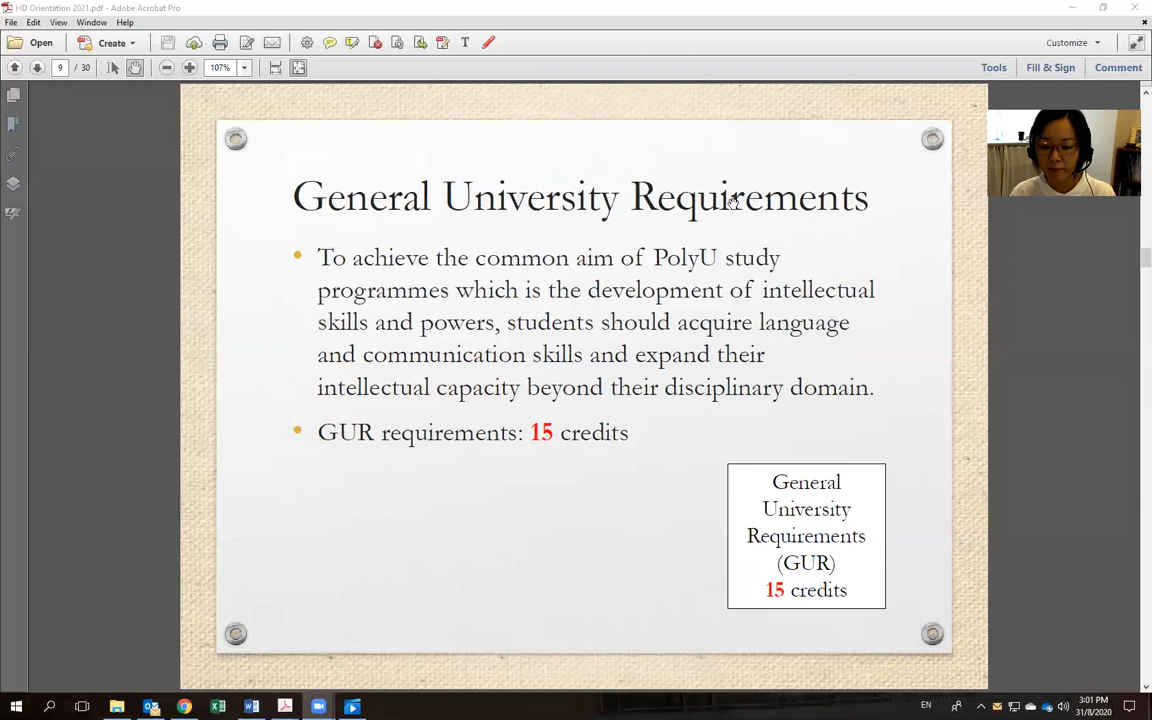 HD Orientation 2021.pdf - Adobe Acrobat Pro
File Edit View Window Help
Open Create Customize
9 / 30 107% Tools Fill & Sign Comment
General University Requirements
• To achieve the common aim of PolyU study
programmes which is the development of intellectual
skills and powers, students should acquire language
and communication skills and expand their
intellectual capacity beyond their disciplinary domain.
• GUR requirements: 15 credits
General
University
Requirements
(GUR)
15 credits
EN
3:01 PM
31/8/2020